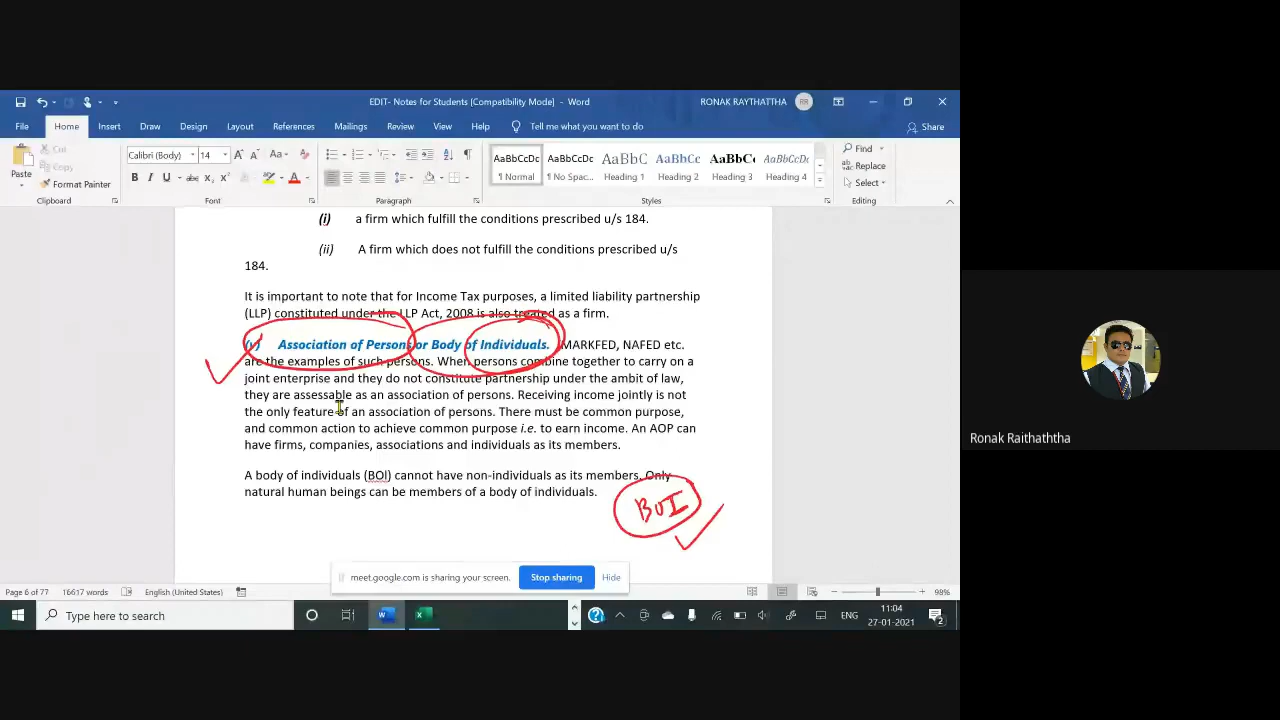 EDIT- Notes for Students [Compatibility Mode] - Word
RONAK RAYTHATTHA RR
File Home Insert Draw Design Layout References Mailings Review View Help Tell me what you want to do Share
Paste
Cut
Copy
Format Painter
Clipboard
Calibri (Body) 14
Font
Paragraph
AaBbCcDc AaBbCcDc AaBbC AaBbCc AaBbCc AaBbCcDc
¶ Normal ¶ No Spac... Heading 1 Heading 2 Heading 3 Heading 4
Styles
Find
Replace
Select
Editing
(i) a firm which fulfill the conditions prescribed u/s 184.
(ii) A firm which does not fulfill the conditions prescribed u/s
184.
It is important to note that for Income Tax purposes, a limited liability partnership
(LLP) constituted under the LLP Act, 2008 is also treated as a firm.
(v) Association of Persons or Body of Individuals. MARKFED, NAFED etc.
are the examples of such persons. When persons combine together to carry on a
joint enterprise and they do not constitute partnership under the ambit of law,
they are assessable as an association of persons. Receiving income jointly is not
the only feature of an association of persons. There must be common purpose,
and common action to achieve common purpose i.e. to earn income. An AOP can
have firms, companies, associations and individuals as its members.
A body of individuals (BOI) cannot have non-individuals as its members. Only
natural human beings can be members of a body of individuals.
BOI
meet.google.com is sharing your screen. Stop sharing Hide
Page 6 of 77 16617 words English (United States) 98%
Type here to search
ENG
11:04
27-01-2021
2
Ronak Raithaththa